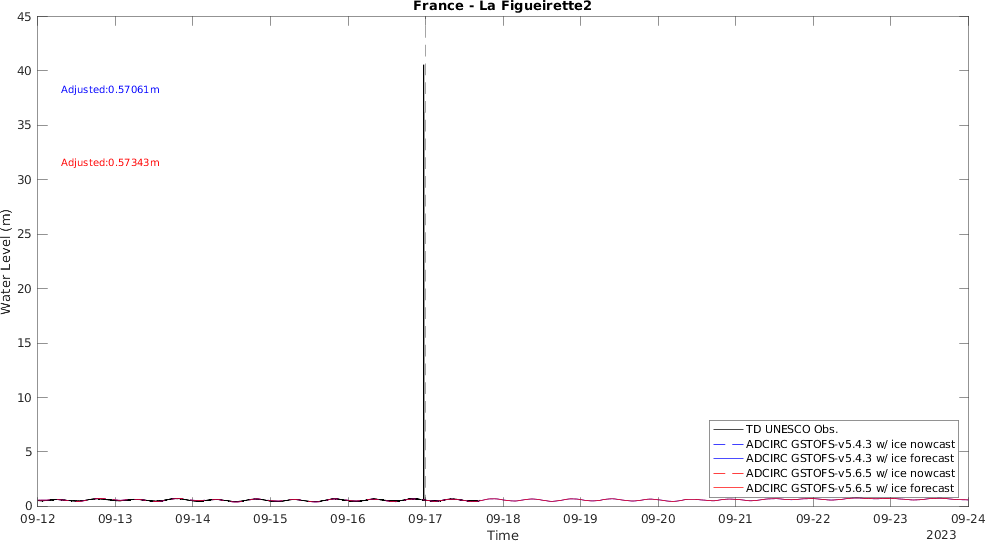 France - La Figueirette2
45
40
35
30
25
20
15
10
5
0
Water Level (m)
Adjusted:0.57061m
Adjusted:0.57343m
TD UNESCO Obs.
ADCIRC GSTOFS-v5.4.3 w/ ice nowcast
ADCIRC GSTOFS-v5.4.3 w/ ice forecast
ADCIRC GSTOFS-v5.6.5 w/ ice nowcast
ADCIRC GSTOFS-v5.6.5 w/ ice forecast
09-12 09-13 09-14 09-15 09-16 09-17 09-18 09-19 09-20 09-21 09-22 09-23 09-24
Time
2023